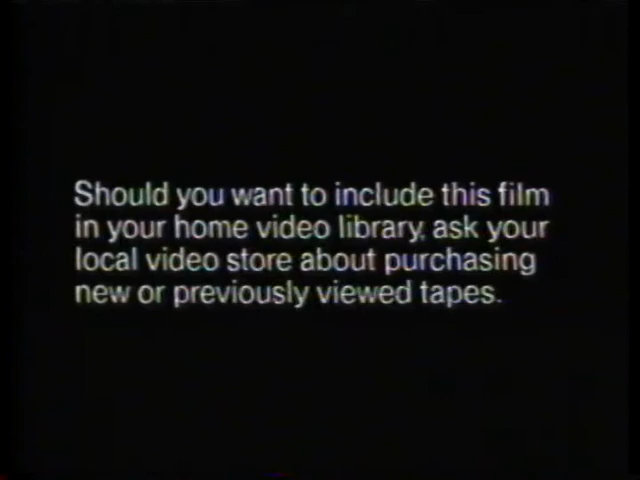 Should you want to include this film
in your home video library, ask your
local video store about purchasing
new or previously viewed tapes.